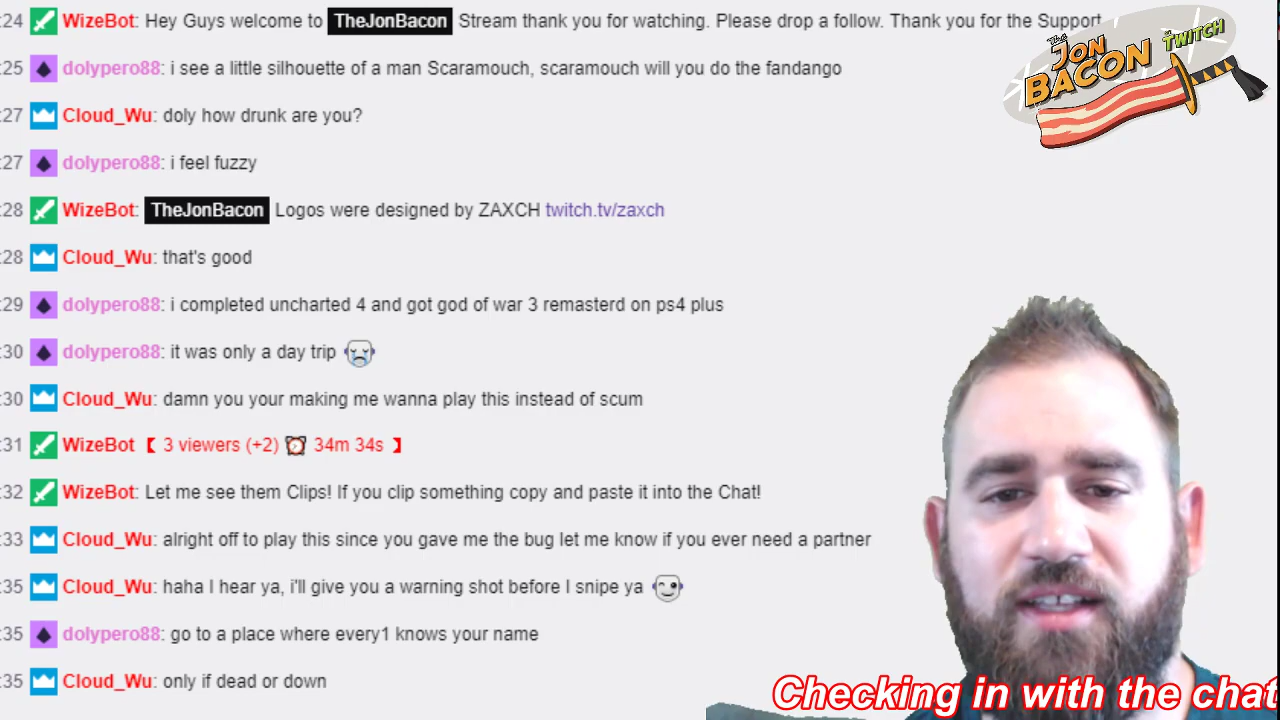 :24 WizeBot: Hey Guys welcome to TheJonBacon Stream thank you for watching. Please drop a follow. Thank you for the Support
THE JON BACON ON TWITCH
:25 dolypero88: i see a little silhouette of a man Scaramouch, scaramouch will you do the fandango
:27 Cloud_Wu: doly how drunk are you?
:27 dolypero88: i feel fuzzy
:28 WizeBot: TheJonBacon Logos were designed by ZAXCH twitch.tv/zaxch
:28 Cloud_Wu: that's good
:29 dolypero88: i completed uncharted 4 and got god of war 3 remasterd on ps4 plus
:30 dolypero88: it was only a day trip
:30 Cloud_Wu: damn you your making me wanna play this instead of scum
:31 WizeBot 【 3 viewers (+2) ⏰ 34m 34s 】
:32 WizeBot: Let me see them Clips! If you clip something copy and paste it into the Chat!
:33 Cloud_Wu: alright off to play this since you gave me the bug let me know if you ever need a partner
:35 Cloud_Wu: haha I hear ya, i'll give you a warning shot before I snipe ya
:35 dolypero88: go to a place where every1 knows your name
:35 Cloud_Wu: only if dead or down
Checking in with the chat